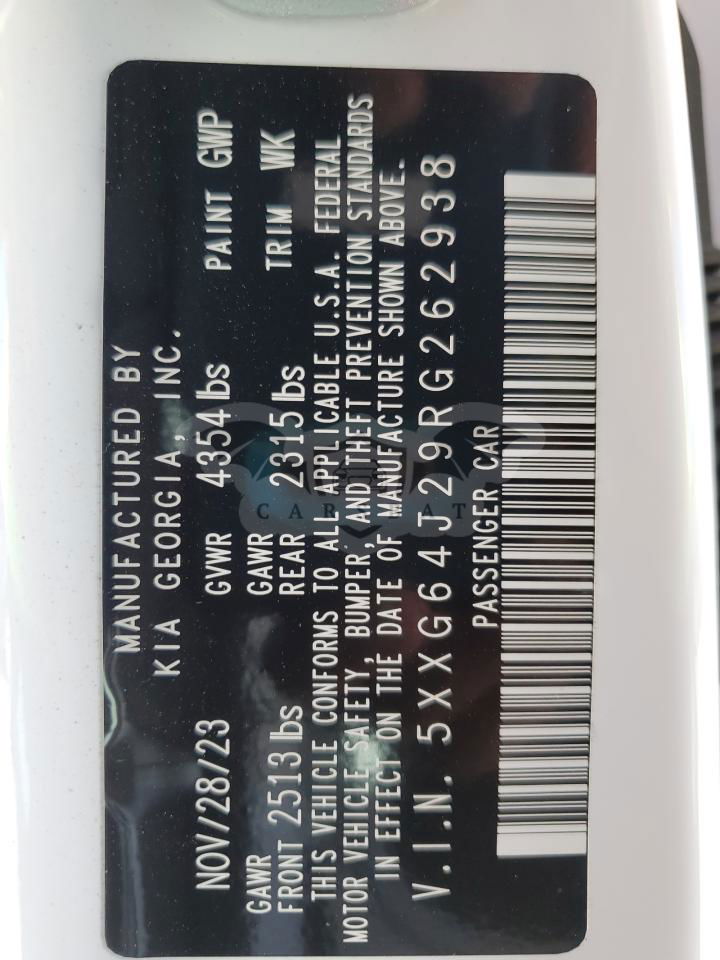 MANUFACTURED BY
KIA GEORGIA, INC.
NOV/28/23 GVWR 4354 lbs PAINT GWP
GAWR GAWR TRIM WK
FRONT 2513 lbs REAR 2315 lbs
THIS VEHICLE CONFORMS TO ALL APPLICABLE U.S.A. FEDERAL
MOTOR VEHICLE SAFETY, BUMPER, AND THEFT PREVENTION STANDARDS
IN EFFECT ON THE DATE OF MANUFACTURE SHOWN ABOVE.
V.I.N. 5XXG64J29RG262938
PASSENGER CAR